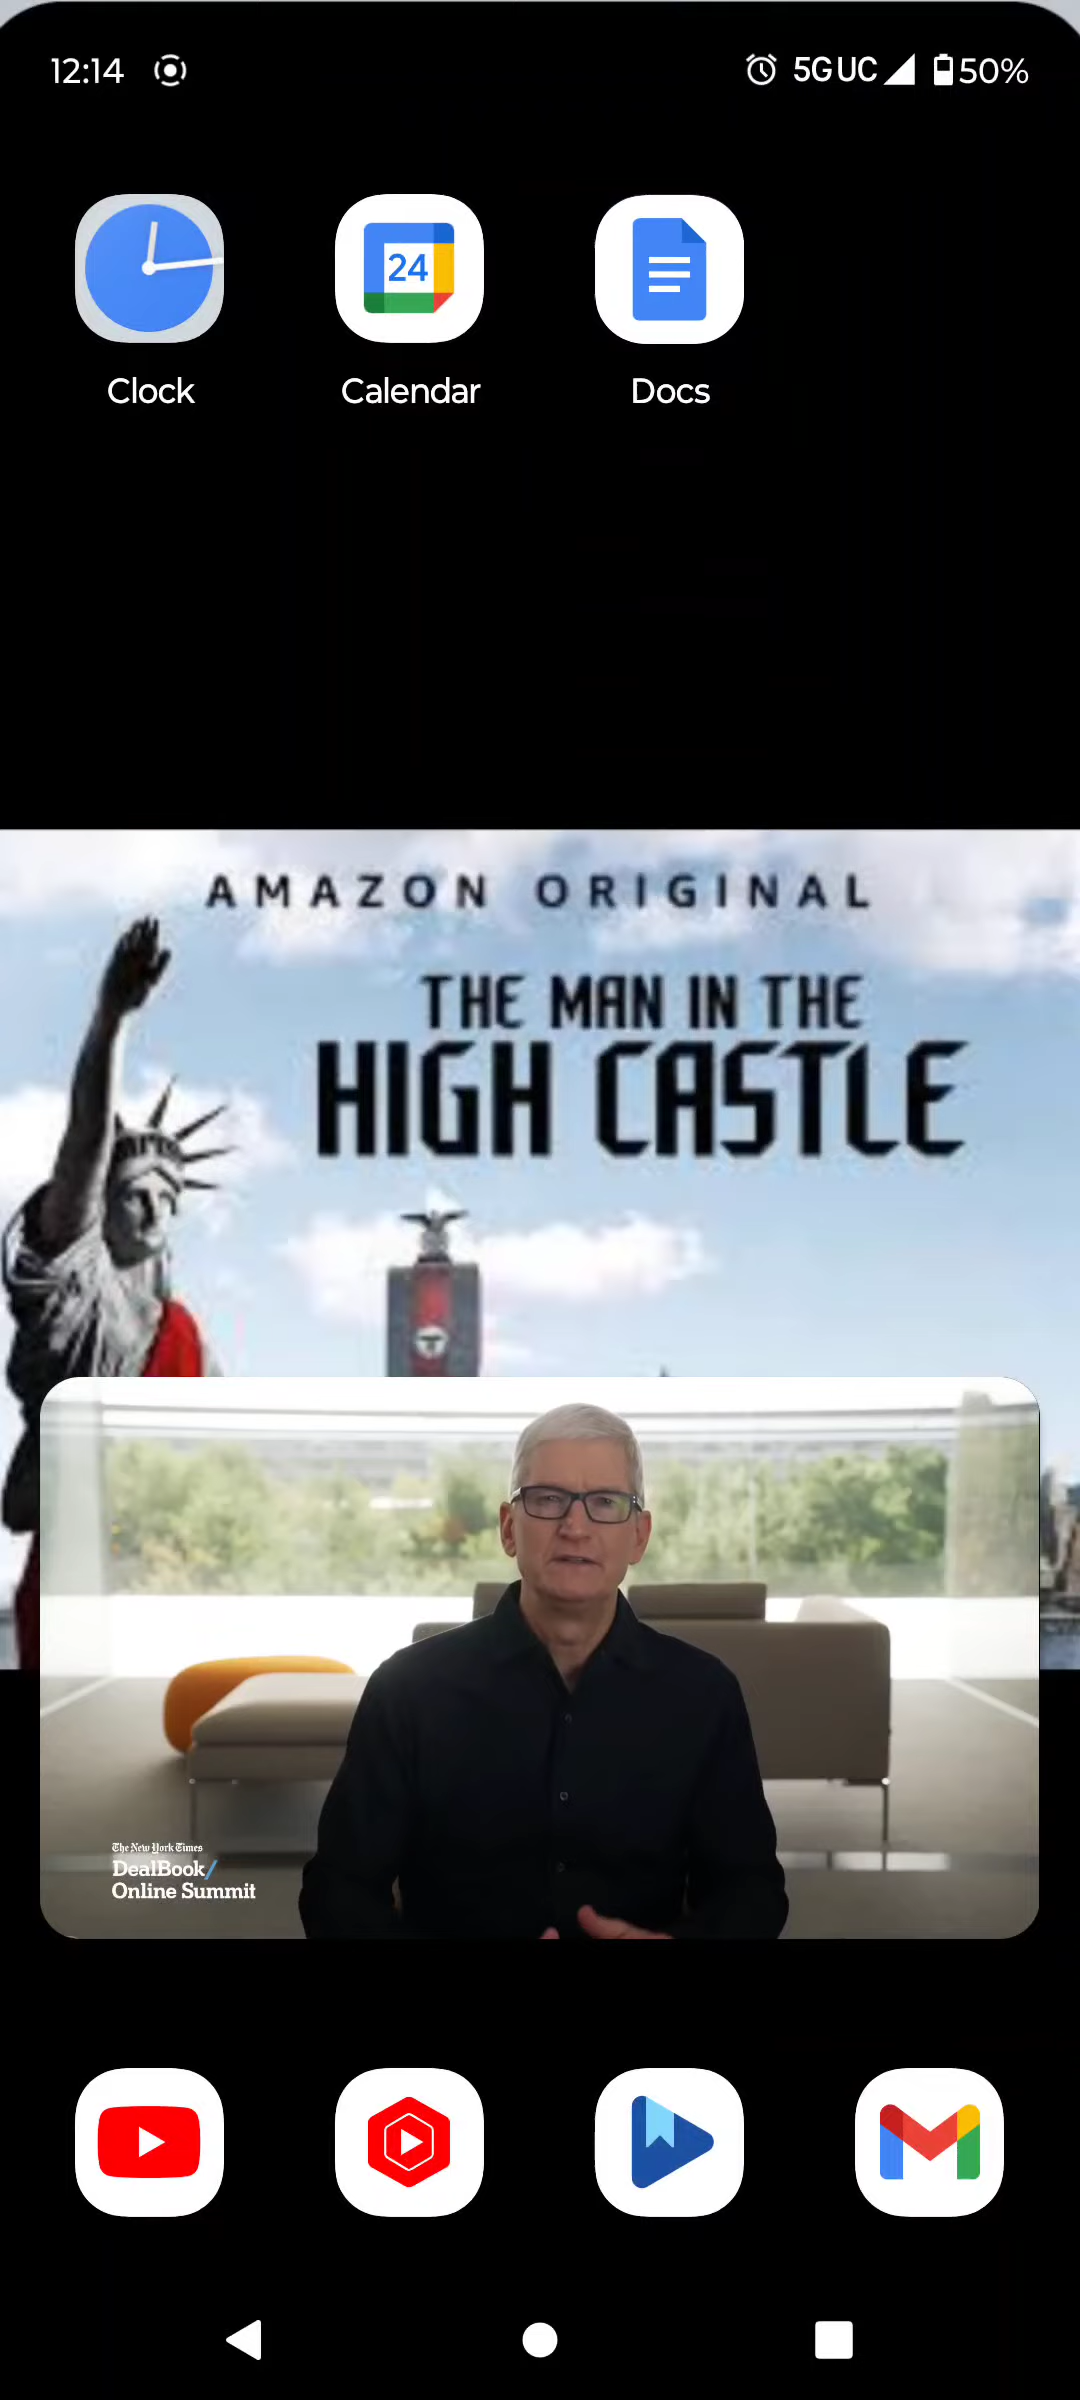 12:14
5G UC
50%
24
Clock
Calendar
Docs
AMAZON ORIGINAL
THE MAN IN THE
HIGH CASTLE
The New York Times
DealBook/
Online Summit